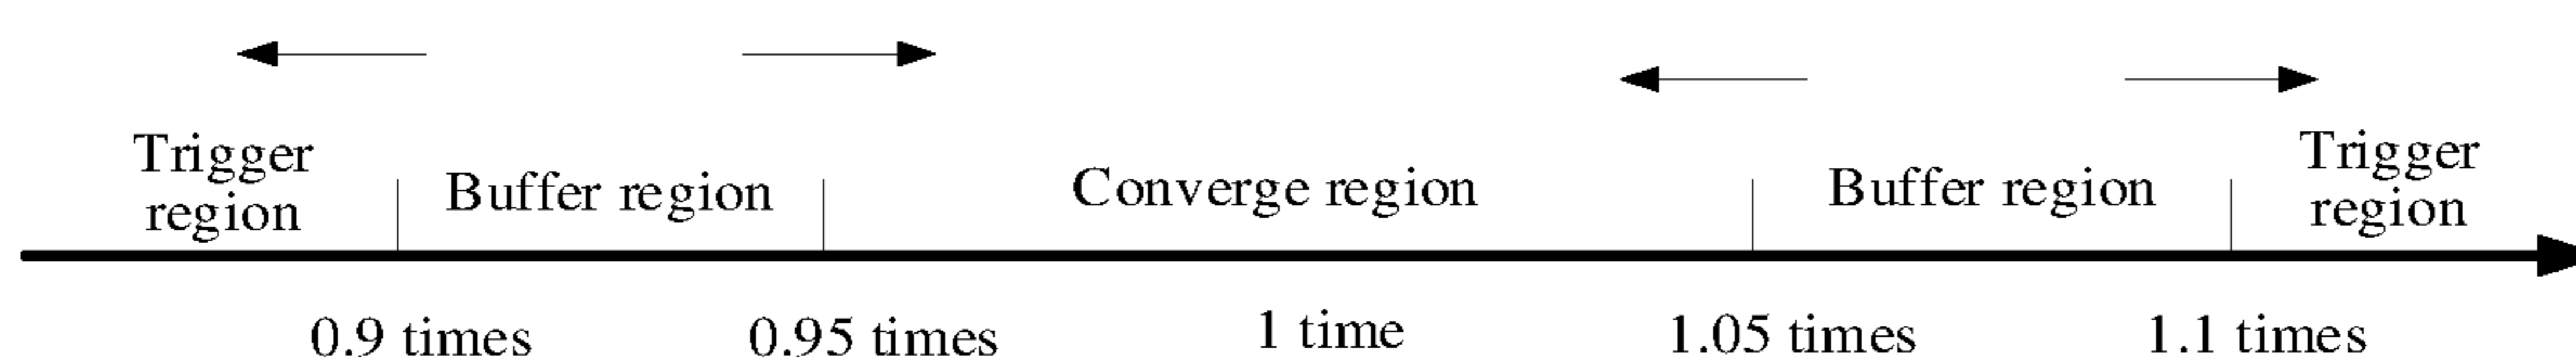 Trigger
region
Buffer region
Converge region
Buffer region
Trigger
region
0.9 times
0.95 times
1 time
1.05 times
1.1 times